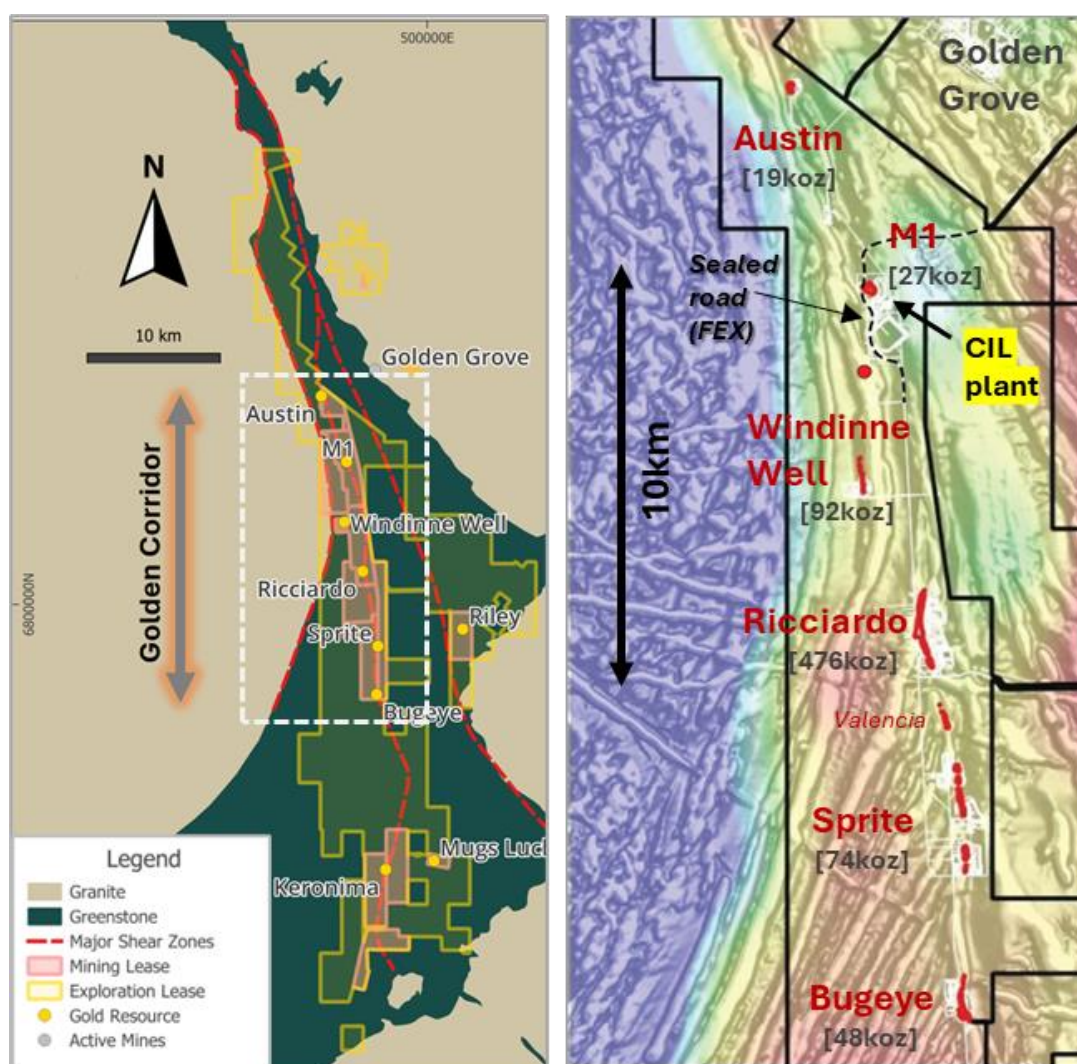 500000E
N
10 km
Golden Grove
Austin
M1
Windinne Well
Golden Corridor
Ricciardo
6800000N
Riley
Sprite
Bugeye
Mugs Lucl
Keronima
Legend
Granite
Greenstone
Major Shear Zones
Mining Lease
Exploration Lease
Gold Resource
Active Mines
Golden
Grove
Austin
[19koz]
M1
[27koz]
Sealed
road
(FEX)
CIL
plant
10km
Windinne
Well
[92koz]
Ricciardo
[476koz]
Valencia
Sprite
[74koz]
Bugeye
[48koz]